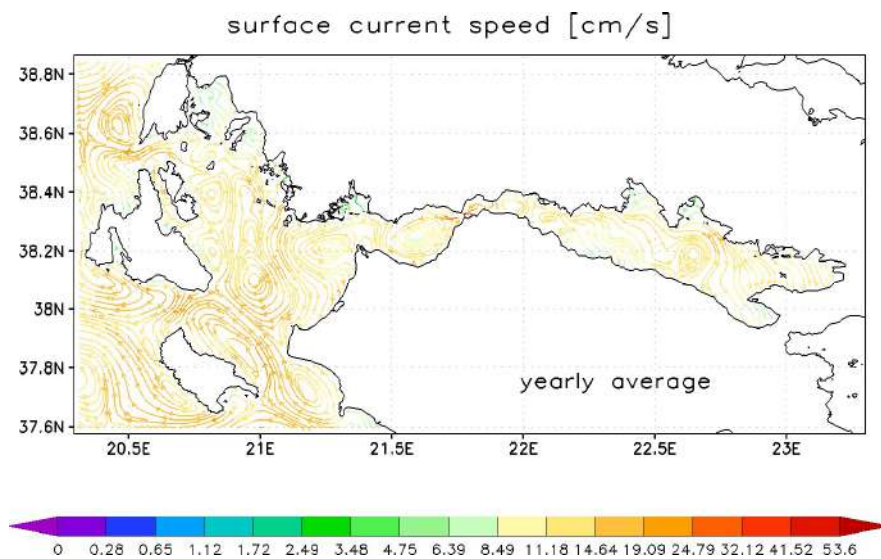 surface current speed [cm/s]
38.8N
38.6N
38.4N
38.2N
38N
37.8N
37.6N
yearly average
20.5E 21E 21.5E 22E 22.5E 23E
0 0.28 0.65 1.12 1.72 2.49 3.48 4.75 6.39 8.49 11.18 14.64 19.09 24.79 32.12 41.52 53.6